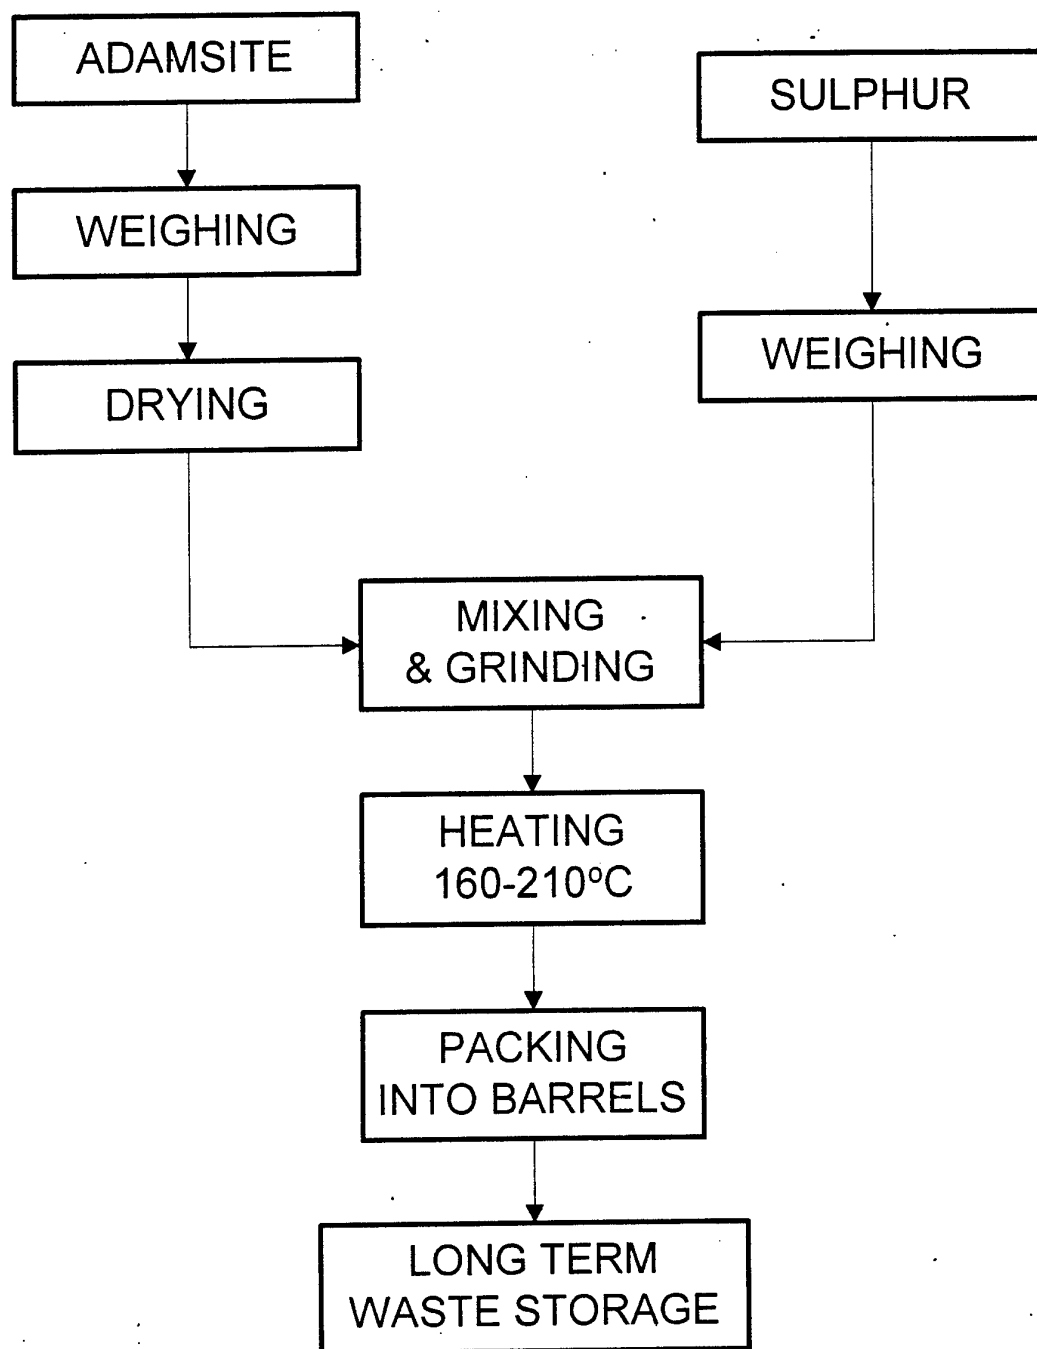 ADAMSITE
SULPHUR
WEIGHING
WEIGHING
DRYING
MIXING
& GRINDING
HEATING
160-210ºC
PACKING
INTO BARRELS
LONG TERM
WASTE STORAGE